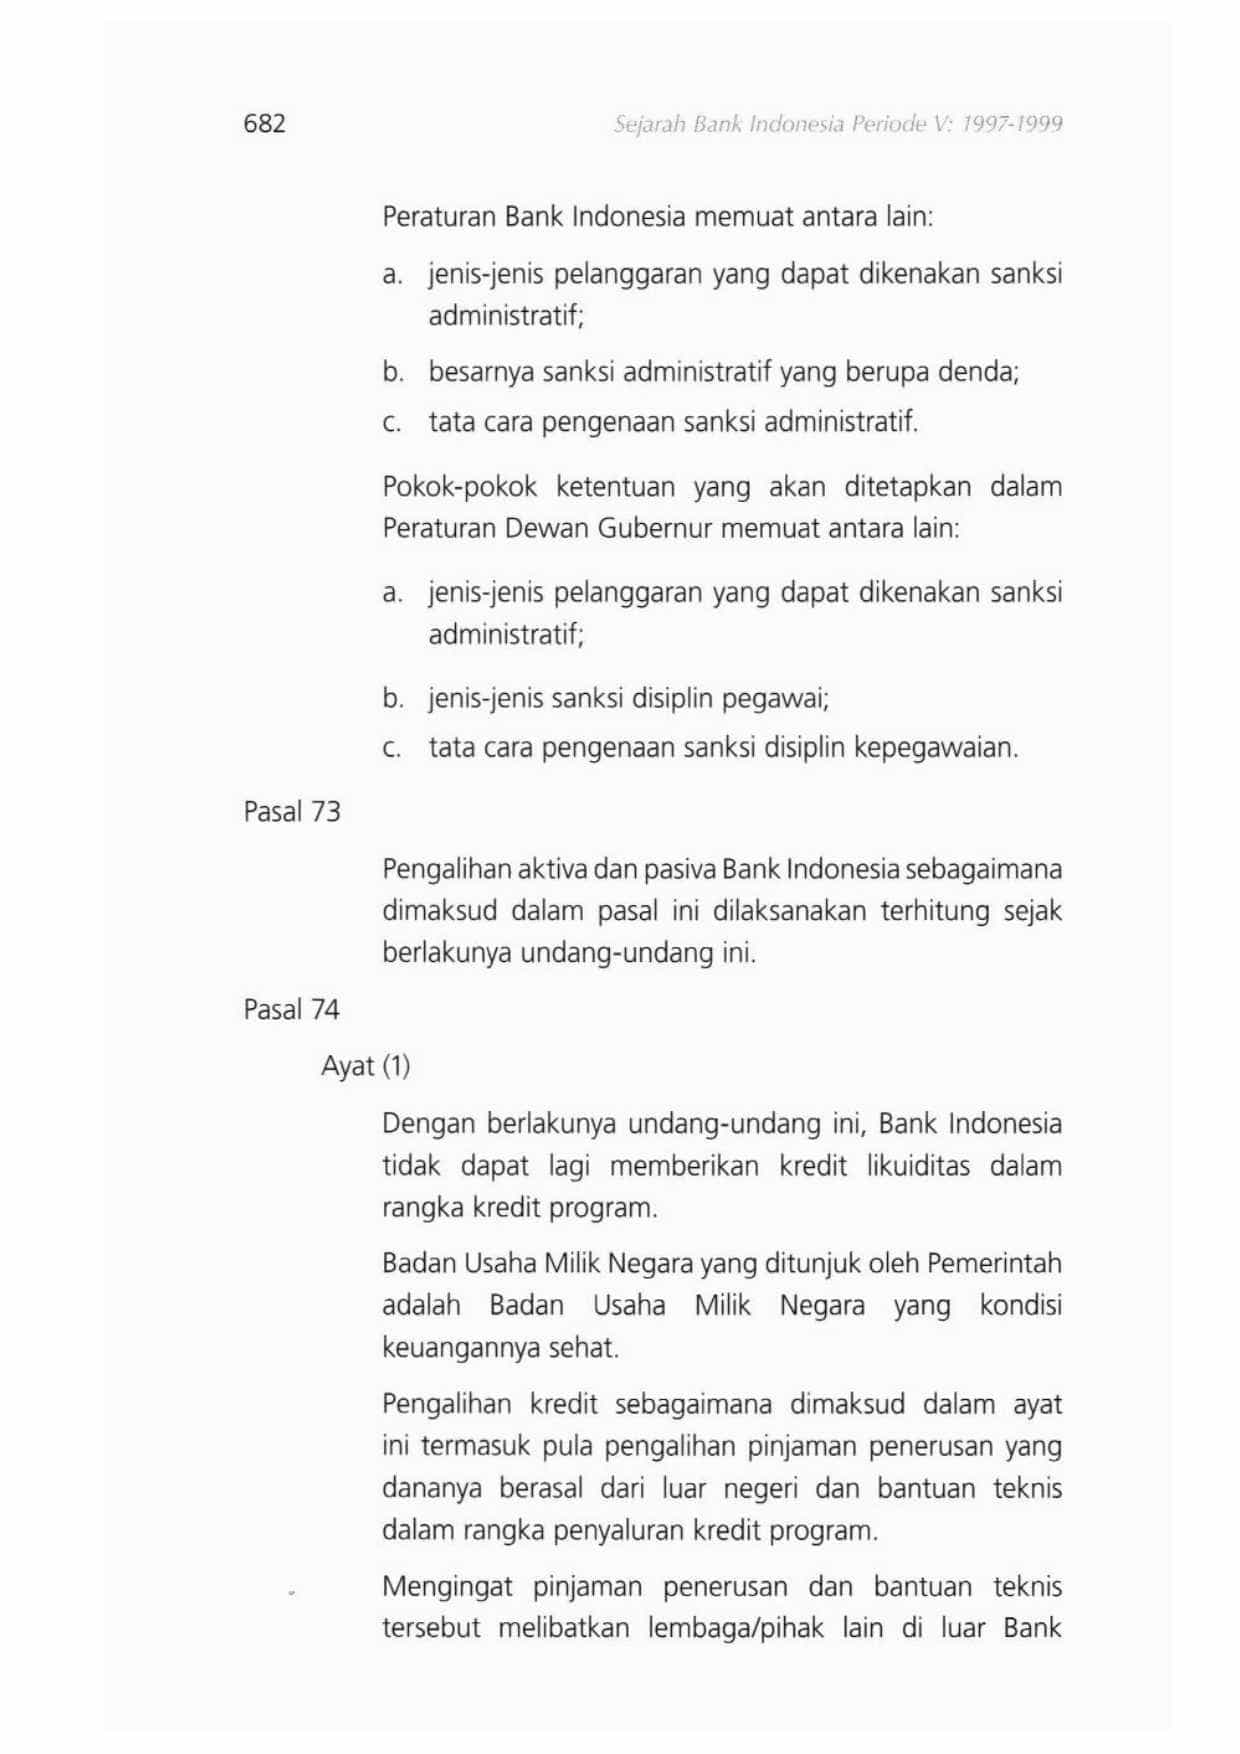 682
Sejarah Bank Indonesia Periode V: 1997-1999
Peraturan Bank Indonesia memuat antara lain:
a. jenis-jenis pelanggaran yang dapat dikenakan sanksi
administratif;
b. besarnya sanksi administratif yang berupa denda;
c. tata cara pengenaan sanksi administratif.
Pokok-pokok ketentuan yang akan ditetapkan dalam
Peraturan Dewan Gubernur memuat antara lain:
a. jenis-jenis pelanggaran yang dapat dikenakan sanksi
administratif;
b. jenis-jenis sanksi disiplin pegawai;
c. tata cara pengenaan sanksi disiplin kepegawaian.
Pasal 73
Pengalihan aktiva dan pasiva Bank Indonesia sebagaimana
dimaksud dalam pasal ini dilaksanakan terhitung sejak
berlakunya undang-undang ini.
Pasal 74
Ayat (1)
Dengan berlakunya undang-undang ini, Bank Indonesia
tidak dapat lagi memberikan kredit likuiditas dalam
rangka kredit program.
Badan Usaha Milik Negara yang ditunjuk oleh Pemerintah
adalah Badan Usaha Milik Negara yang kondisi
keuangannya sehat.
Pengalihan kredit sebagaimana dimaksud dalam ayat
ini termasuk pula pengalihan pinjaman penerusan yang
dananya berasal dari luar negeri dan bantuan teknis
dalam rangka penyaluran kredit program.
Mengingat pinjaman penerusan dan bantuan teknis
tersebut melibatkan lembaga/pihak lain di luar Bank